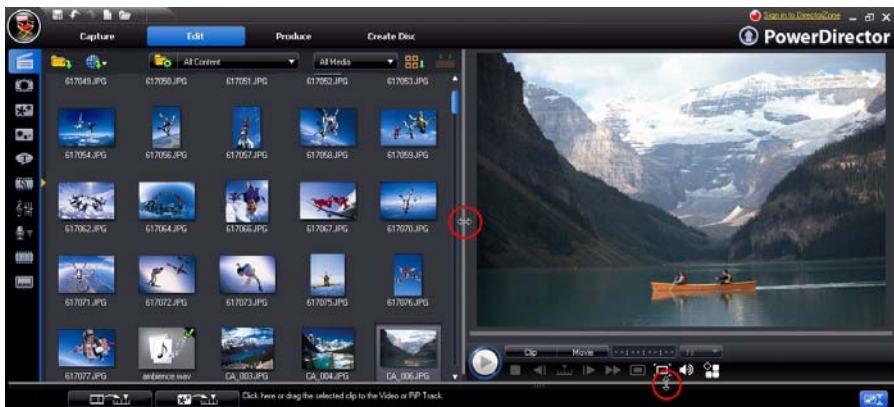 Sign in to DirectorZone
Capture Edit Produce Create Disc
PowerDirector
All Content All Media
617049.JPG 617050.JPG 617051.JPG 617052.JPG 617053.JPG
617054.JPG 617056.JPG 617057.JPG 617058.JPG 617059.JPG
617062.JPG 617064.JPG 617066.JPG 617067.JPG 617070.JPG
617071.JPG 617072.JPG 617073.JPG 617075.JPG 617076.JPG
617077.JPG ambience.wav CA_003.JPG CA_004.JPG CA_006.JPG
Clip Movie --:--:--:-- Fit
Click here or drag the selected clip to the Video or PiP Track.